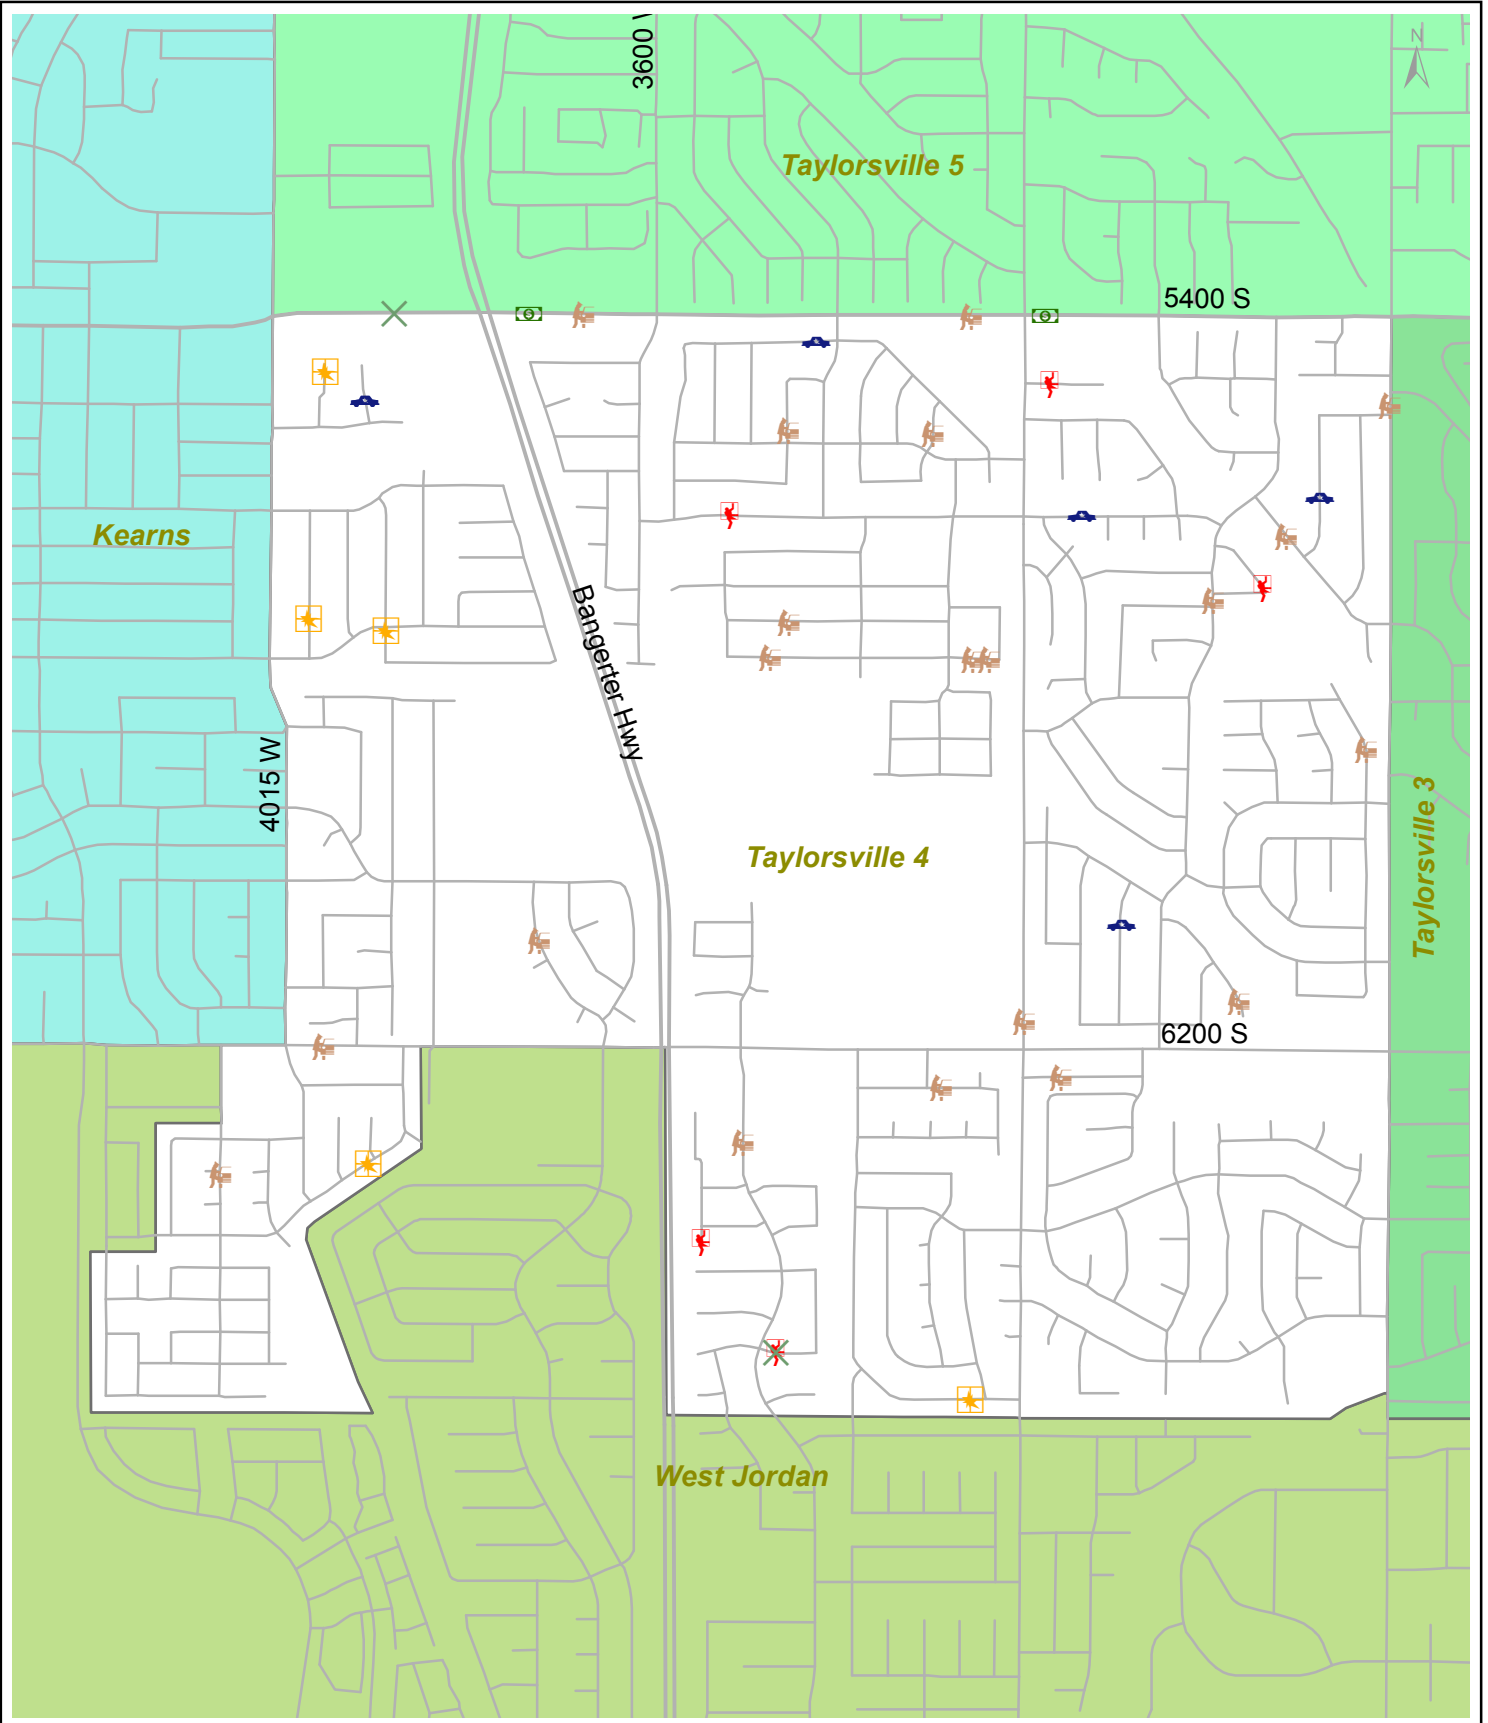 3600 W
N
Taylorsville 5
5400 S
Kearns
Bangerter Hwy
4015 W
Taylorsville 3
Taylorsville 4
6200 S
West Jordan